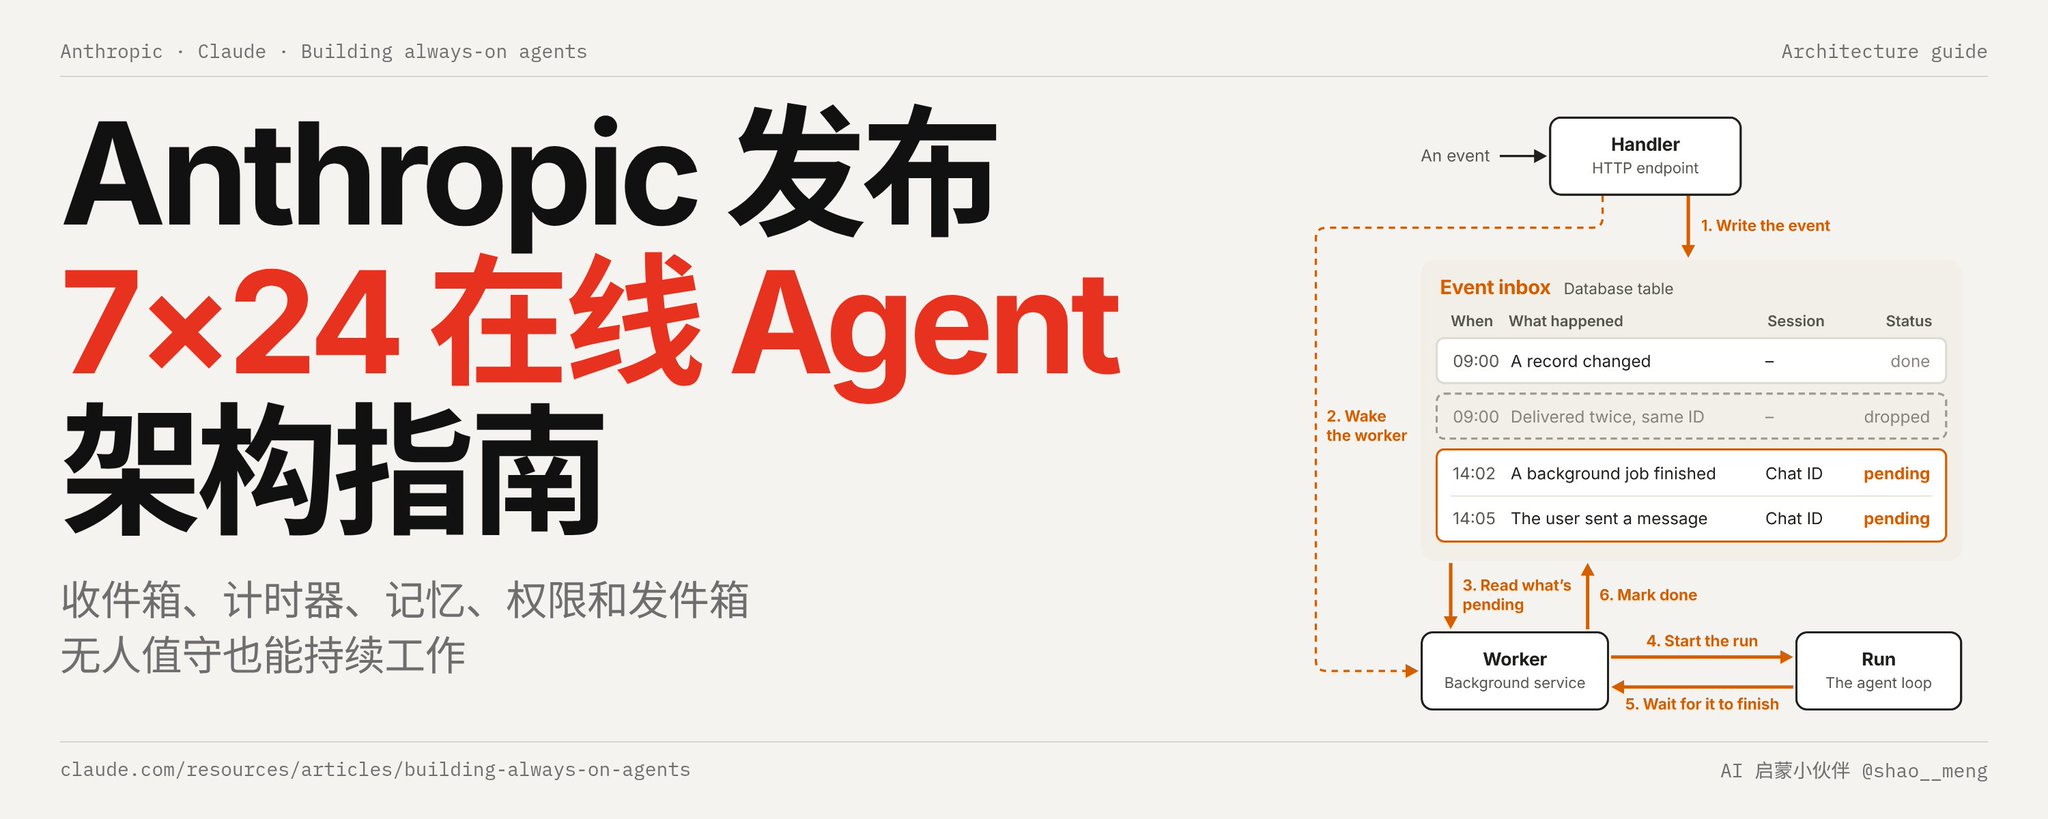 Anthropic · Claude · Building always-on agents
Architecture guide
Anthropic 发布
7×24 在线 Agent
架构指南
收件箱、计时器、记忆、权限和发件箱
无人值守也能持续工作
An event
Handler
HTTP endpoint
1. Write the event
Event inbox Database table
When What happened Session Status
09:00 A record changed – done
09:00 Delivered twice, same ID – dropped
14:02 A background job finished Chat ID pending
14:05 The user sent a message Chat ID pending
2. Wake
the worker
3. Read what’s
pending
6. Mark done
Worker
Background service
4. Start the run
5. Wait for it to finish
Run
The agent loop
claude.com/resources/articles/building-always-on-agents
AI 启蒙小伙伴 @shao__meng